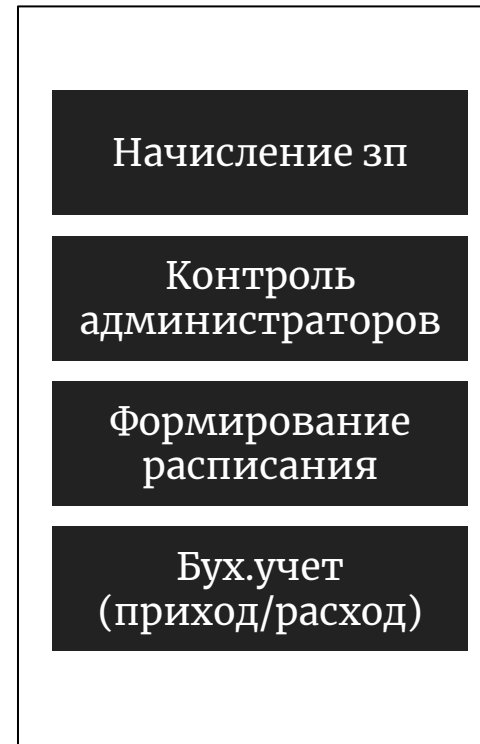 Начисление зп
Контроль
администраторов
Формирование
расписания
Бух.учет
(приход/расход)